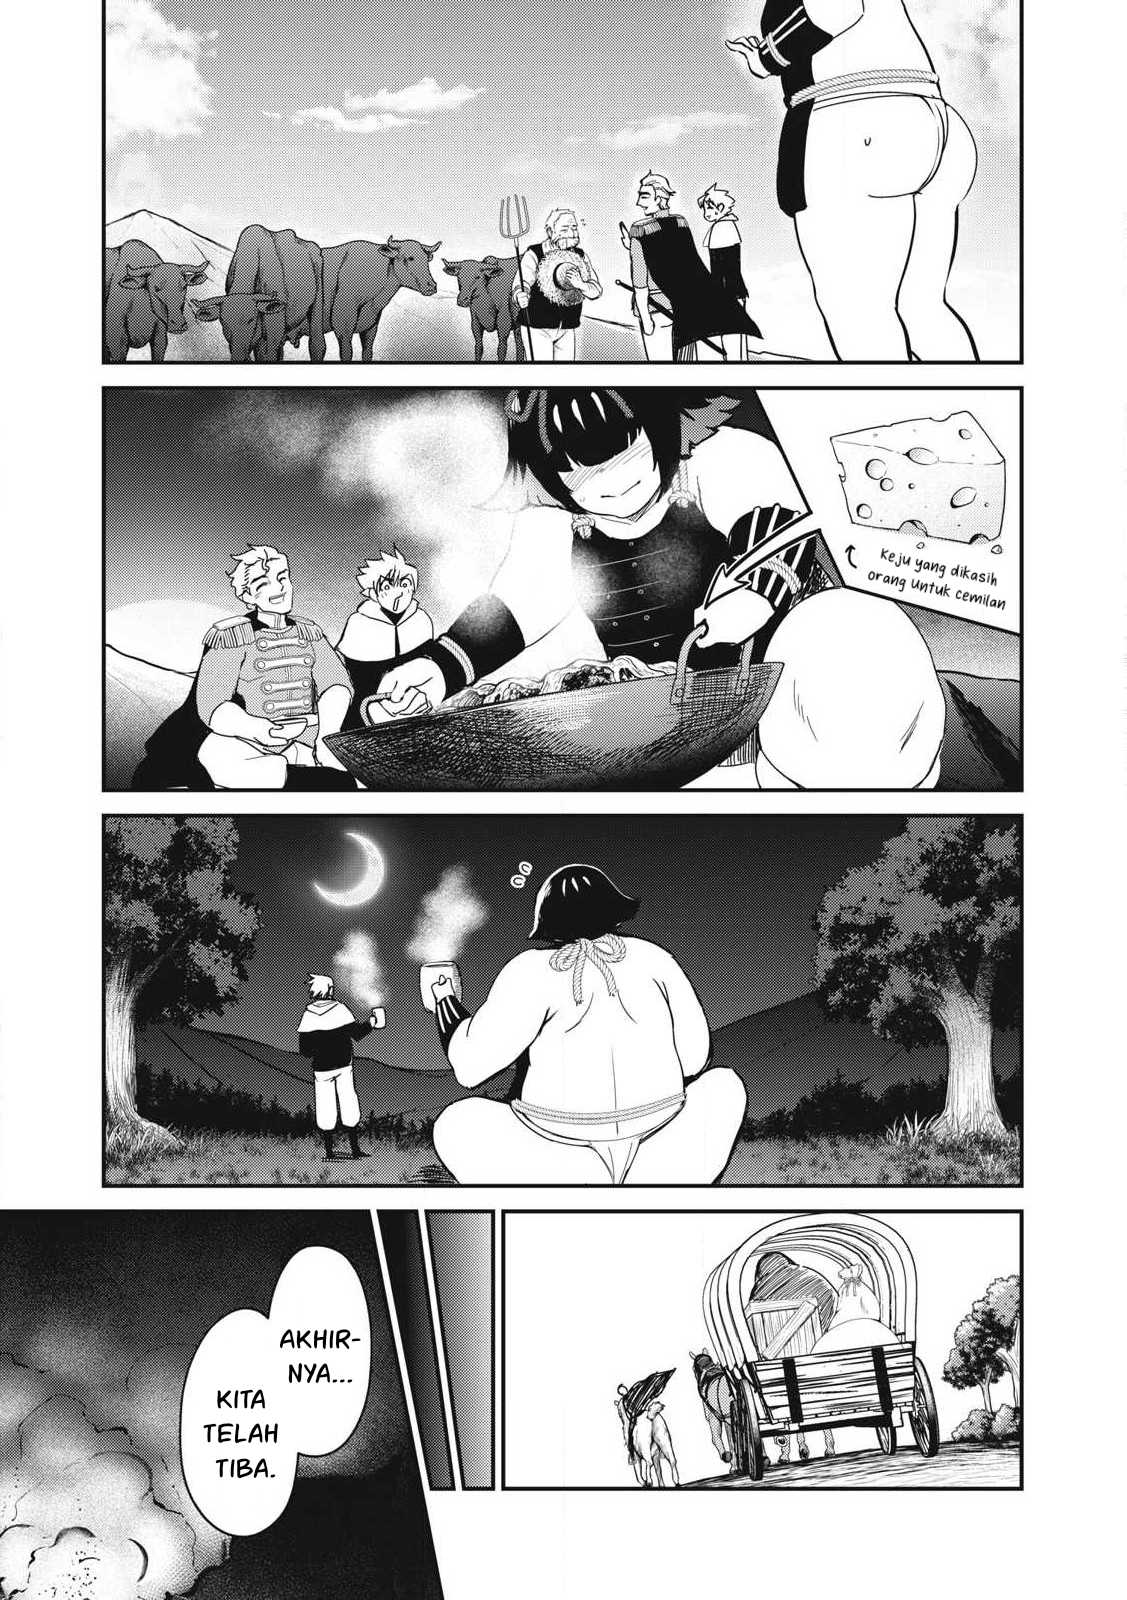 Keju yang dikasih
orang untuk cemilan
AKHIR-
NYA...
KITA
TELAH
TIBA.